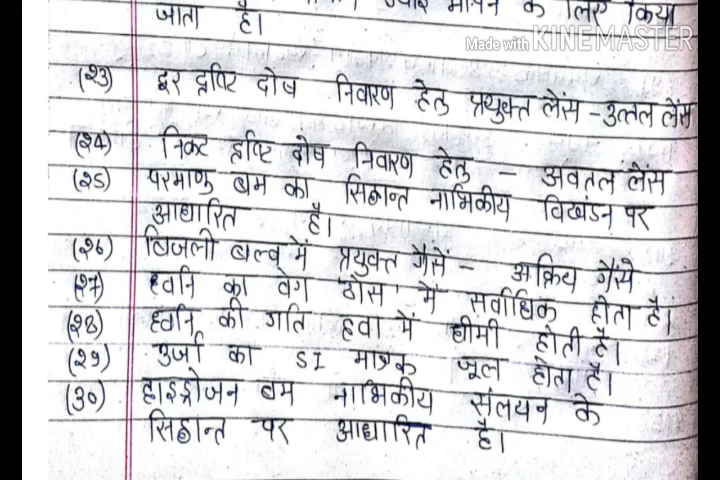 के लिए किया
जाता है।
Made with KINEMASTER
(२३) दूर दृष्टि दोष निवारण हेतु प्रयुक्त लेंस - उत्तल लेंस
(२४) निकट दृष्टि दोष निवारण हेतु - अवतल लेंस
(२५) परमाणु बम का सिद्धान्त नाभिकीय विखंडन पर
आधारित है।
(२६) बिजली बल्व में प्रयुक्त गैसें - अक्रिय गैसें
(२७) ध्वनि का वेग ठोस में सर्वाधिक होता है।
(२८) ध्वनि की गति हवा में धीमी होती है।
(२९) उर्जा का SI मात्रक जूल होता है।
(३०) हाइड्रोजन बम नाभिकीय संलयन के
सिद्धान्त पर आधारित है।